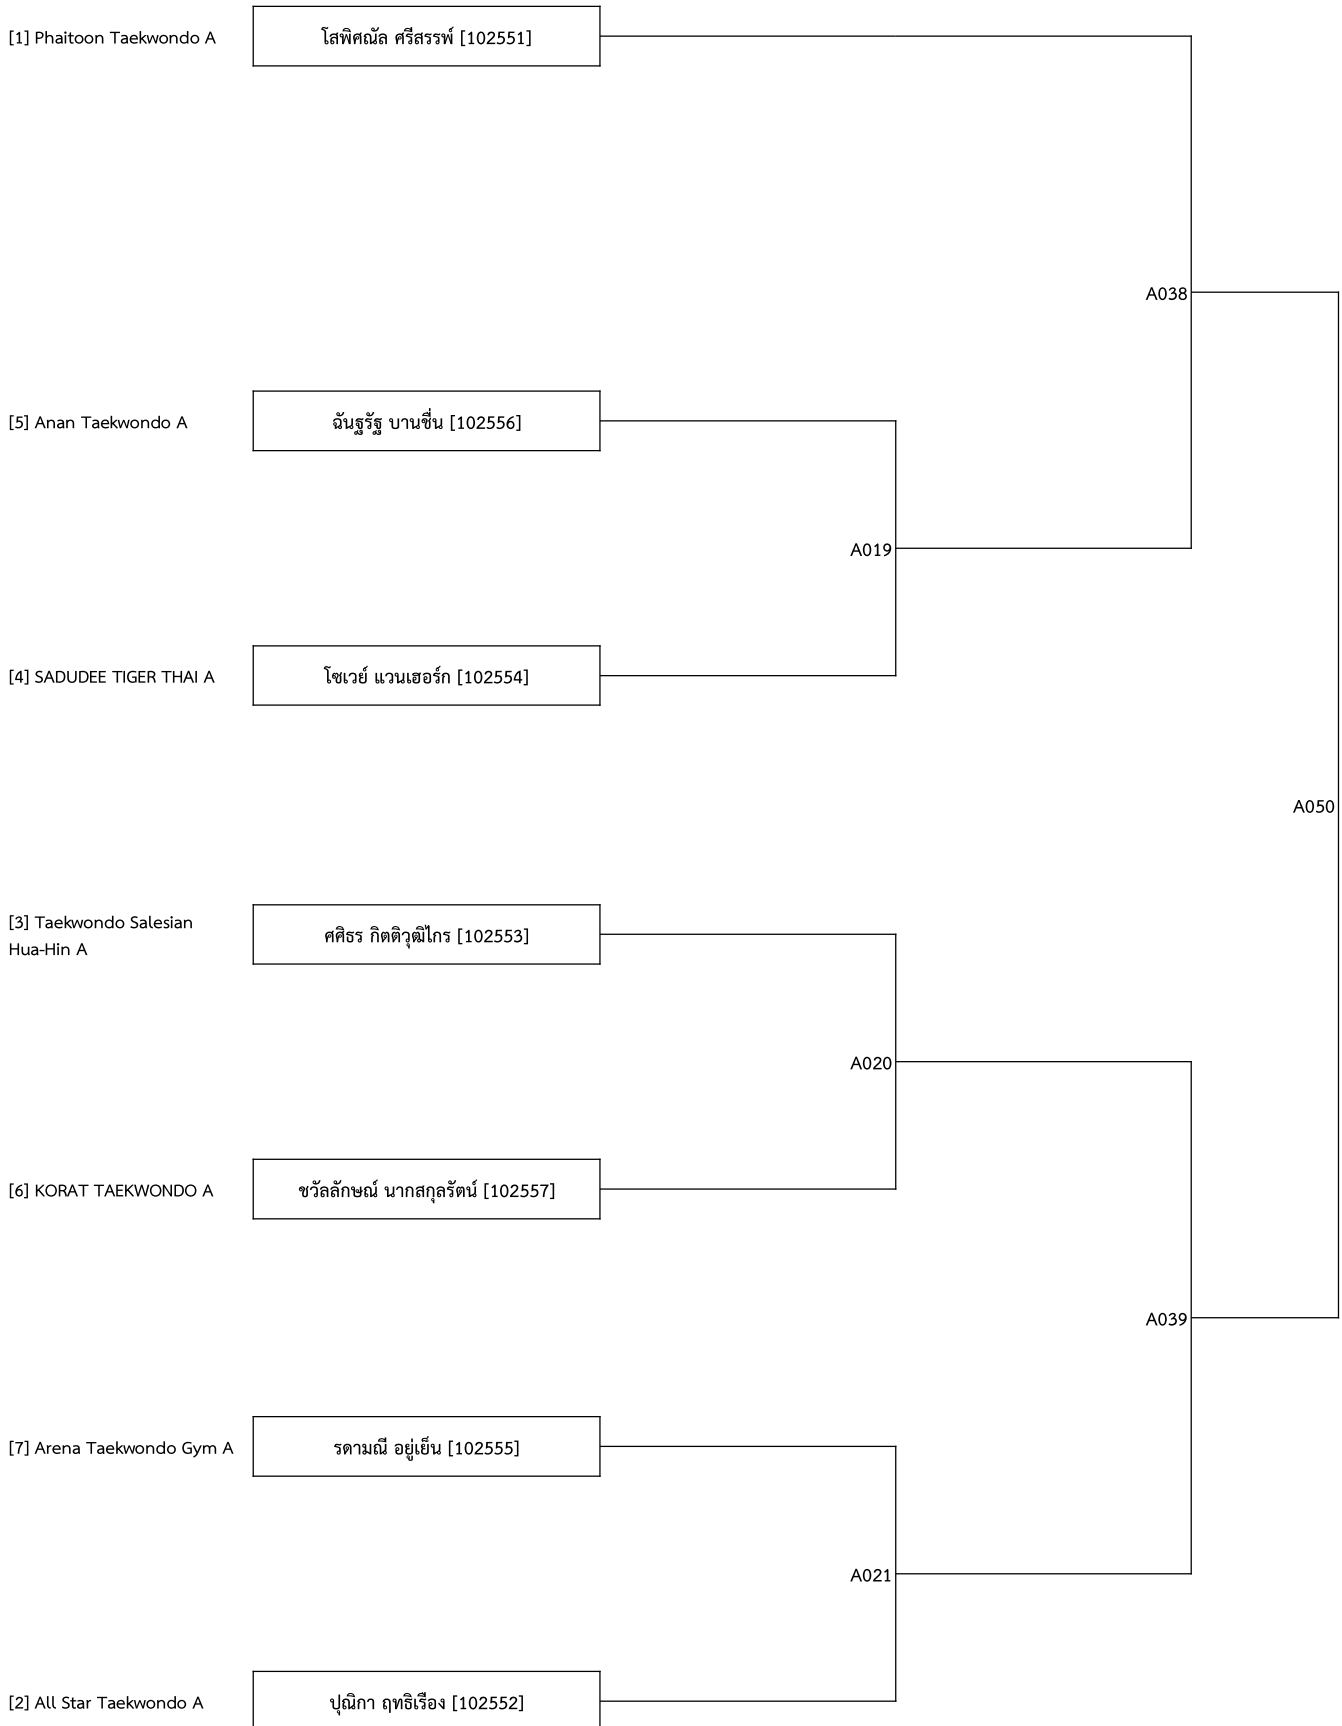 [1] Phaitoon Taekwondo A
โสพิศณัล ศรีสรรพ์ [102551]
A038
[5] Anan Taekwondo A
ฉันฐรัฐ บานชื่น [102556]
A019
[4] SADUDEE TIGER THAI A
โซเวย์ แวนเฮอร์ก [102554]
A050
[3] Taekwondo Salesian
Hua-Hin A
ศศิธร กิตติวุฒิไกร [102553]
A020
[6] KORAT TAEKWONDO A
ชวัลลักษณ์ นากสกุลรัตน์ [102557]
A039
[7] Arena Taekwondo Gym A
รดามณี อยู่เย็น [102555]
A021
[2] All Star Taekwondo A
ปุณิกา ฤทธิเรือง [102552]